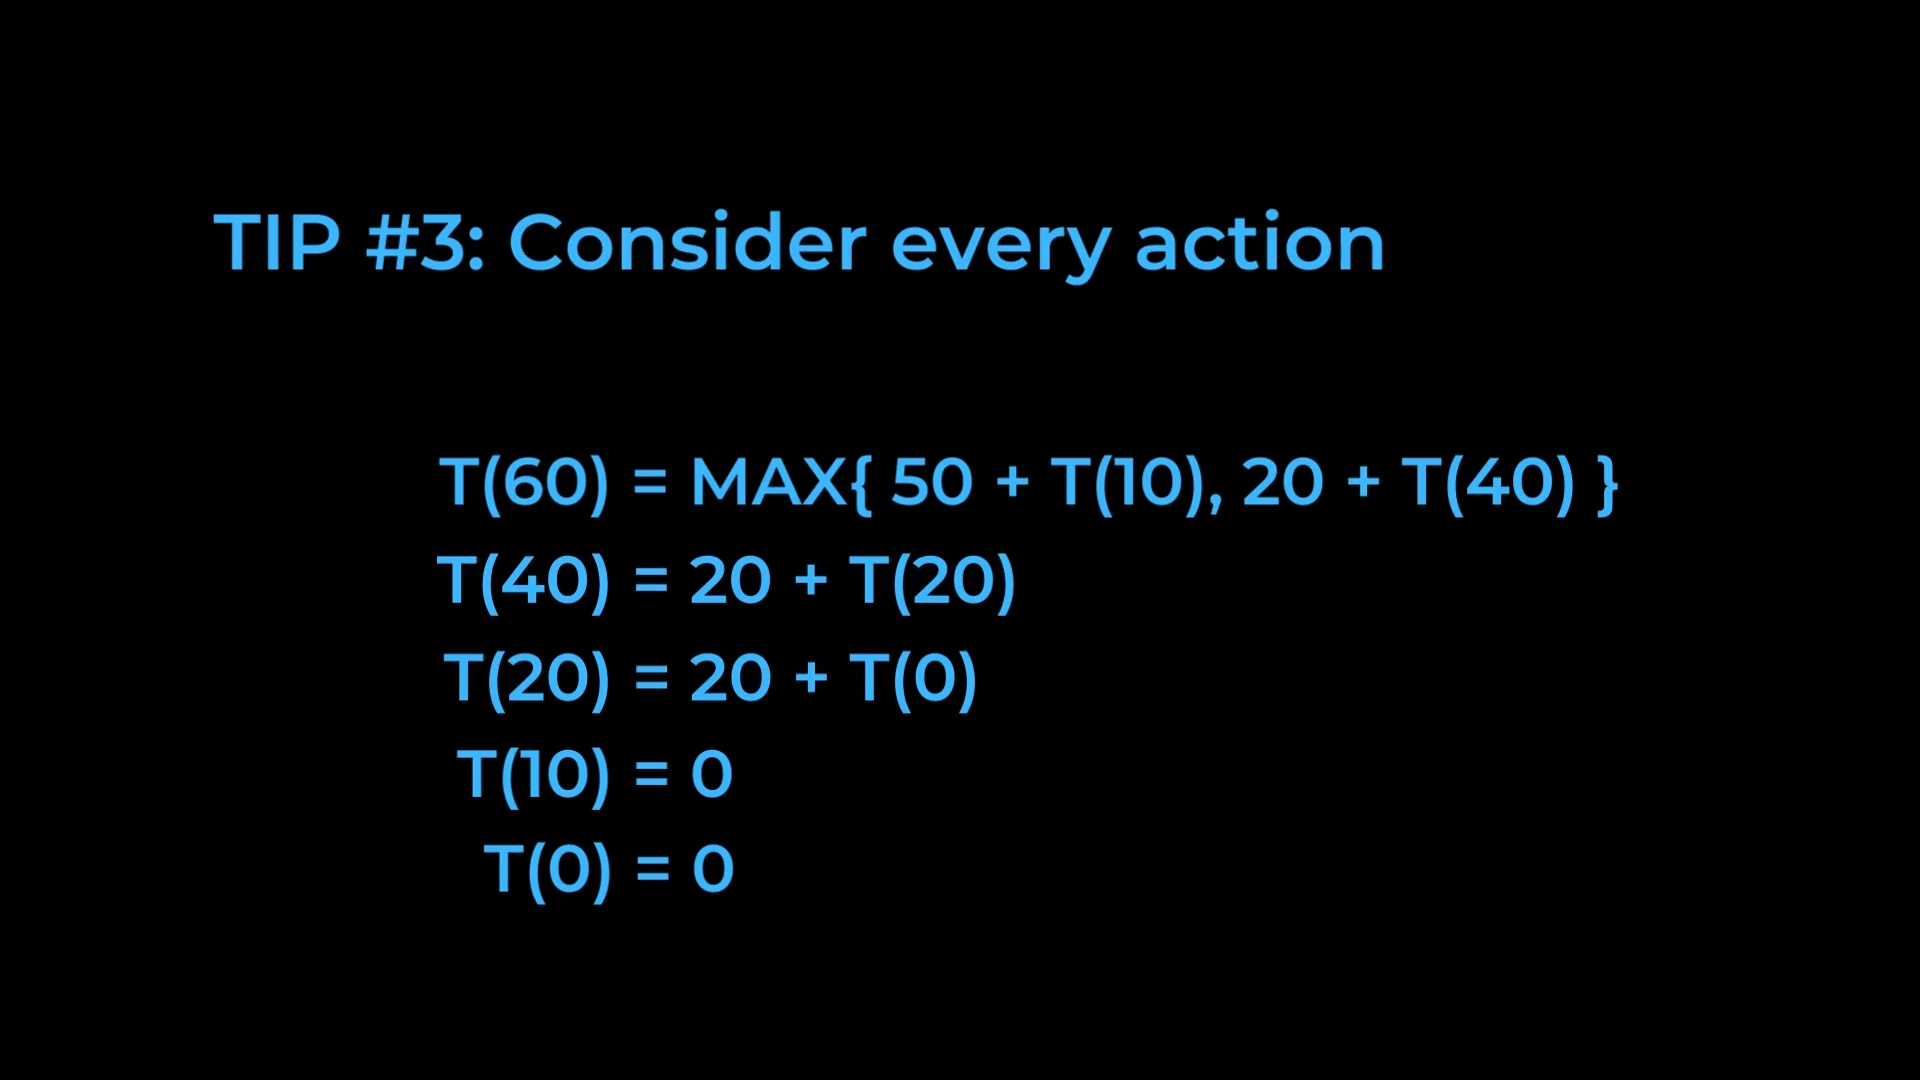 TIP #3: Consider every action
T(60) = MAX{ 50 + T(10), 20 + T(40) }
T(40) = 20 + T(20)
T(20) = 20 + T(0)
T(10) = 0
T(0) = 0